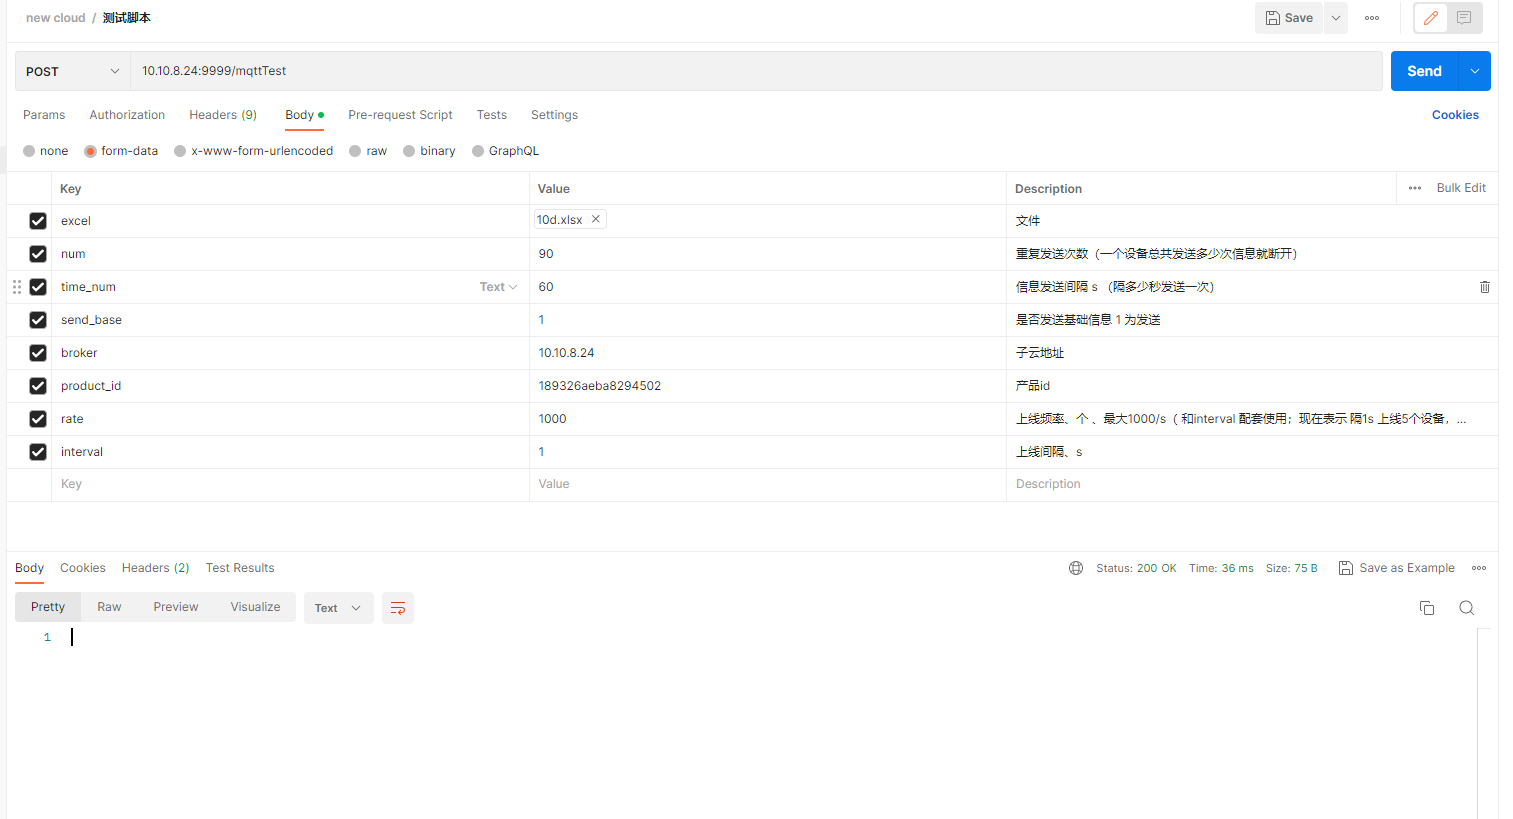 new cloud / 测试脚本
Save
POST 10.10.8.24:9999/mqttTest Send
Params Authorization Headers (9) Body Pre-request Script Tests Settings Cookies
none form-data x-www-form-urlencoded raw binary GraphQL
Key Value Description Bulk Edit
excel 10d.xlsx 文件
num 90 重复发送次数（一个设备总共发送多少次信息就断开）
time_num Text 60 信息发送间隔 s （隔多少秒发送一次）
send_base 1 是否发送基础信息 1 为发送
broker 10.10.8.24 子云地址
product_id 189326aeba8294502 产品id
rate 1000 上线频率、个 、最大1000/s（ 和interval 配套使用；现在表示 隔1s 上线5个设备，...
interval 1 上线间隔、s
Key Value Description
Body Cookies Headers (2) Test Results Status: 200 OK Time: 36 ms Size: 75 B Save as Example
Pretty Raw Preview Visualize Text
1